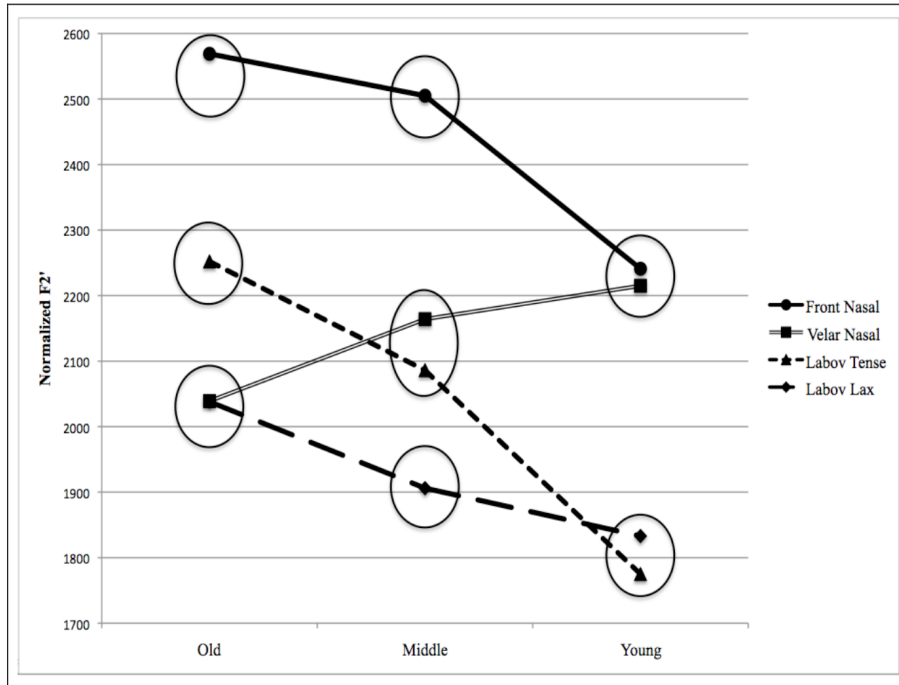 2600
2500
2400
2300
2200
2100
2000
1900
1800
1700
Normalized F2'
Old Middle Young
Front Nasal
Velar Nasal
Labov Tense
Labov Lax